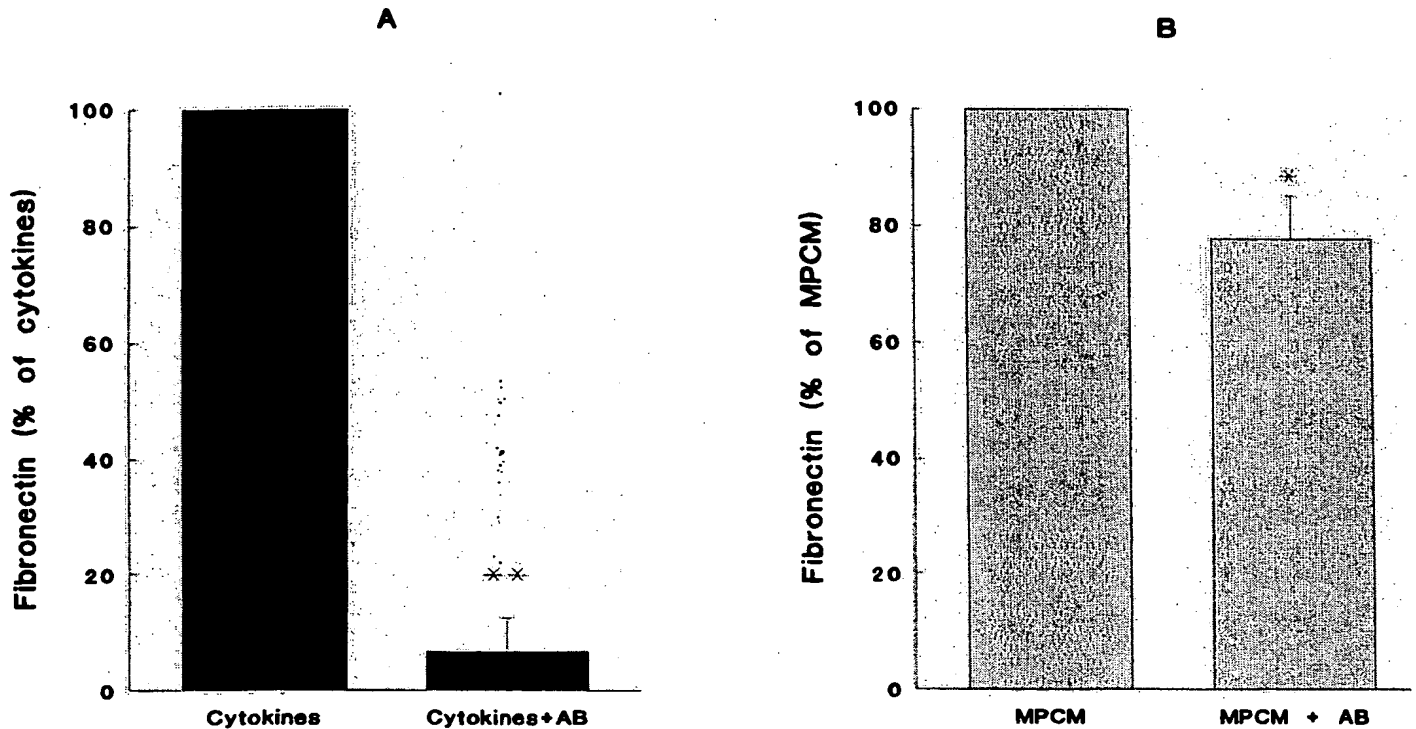 A
Fibronectin (% of cytokines)
100
80
60
40
20
0
**
Cytokines
Cytokines+AB
B
Fibronectin (% of MPCM)
100
80
60
40
20
0
*
MPCM
MPCM + AB